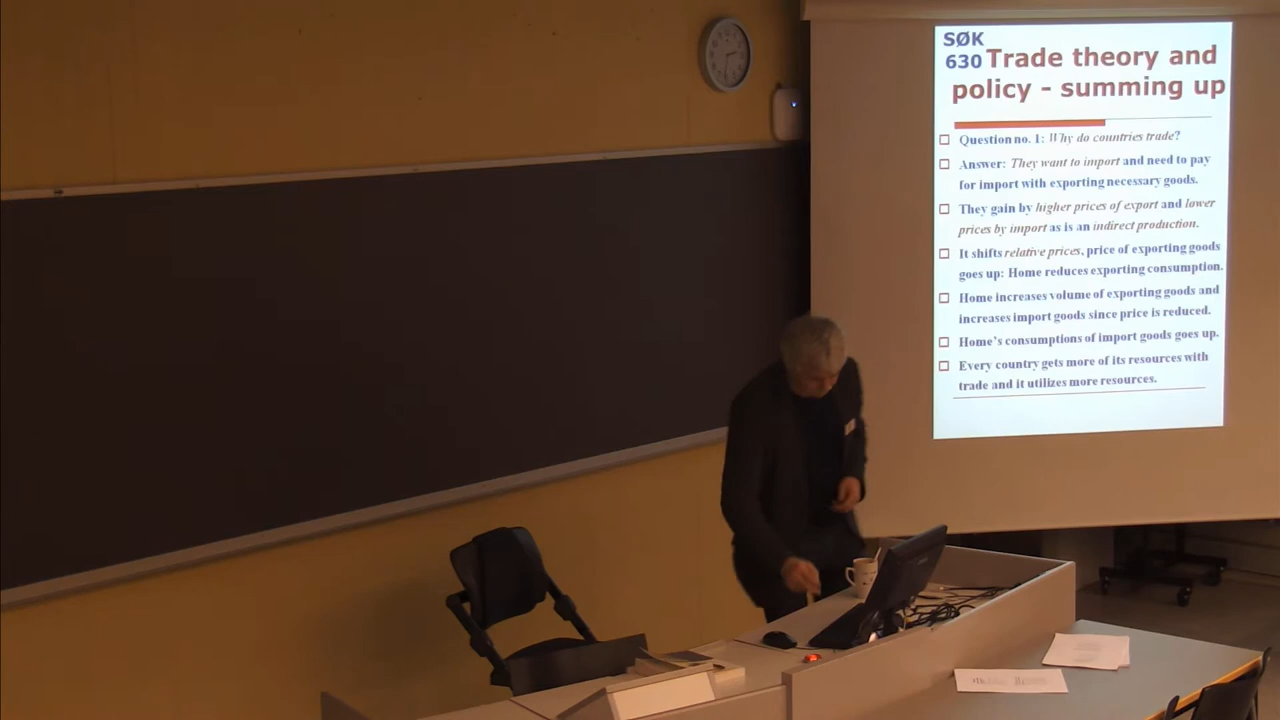 SØK
630 Trade theory and
policy - summing up
Question no. 1: Why do countries trade?
Answer: They want to import and need to pay
for import with exporting necessary goods.
They gain by higher prices of export and lower
prices by import as is an indirect production.
It shifts relative prices, price of exporting goods
goes up: Home reduces exporting consumption.
Home increases volume of exporting goods and
increases import goods since price is reduced.
Home's consumptions of import goods goes up.
Every country gets more of its resources with
trade and it utilizes more resources.